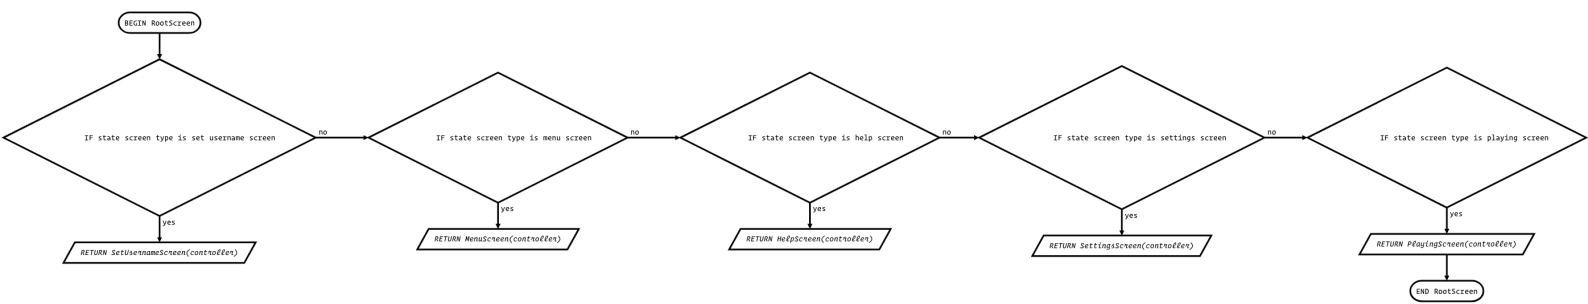 BEGIN RootScreen
IF state screen type is set username screen
no
IF state screen type is menu screen
no
IF state screen type is help screen
no
IF state screen type is settings screen
no
IF state screen type is playing screen
yes
RETURN SetUsernameScreen(controller)
yes
RETURN MenuScreen(controller)
yes
RETURN HelpScreen(controller)
yes
RETURN SettingsScreen(controller)
yes
RETURN PlayingScreen(controller)
END RootScreen